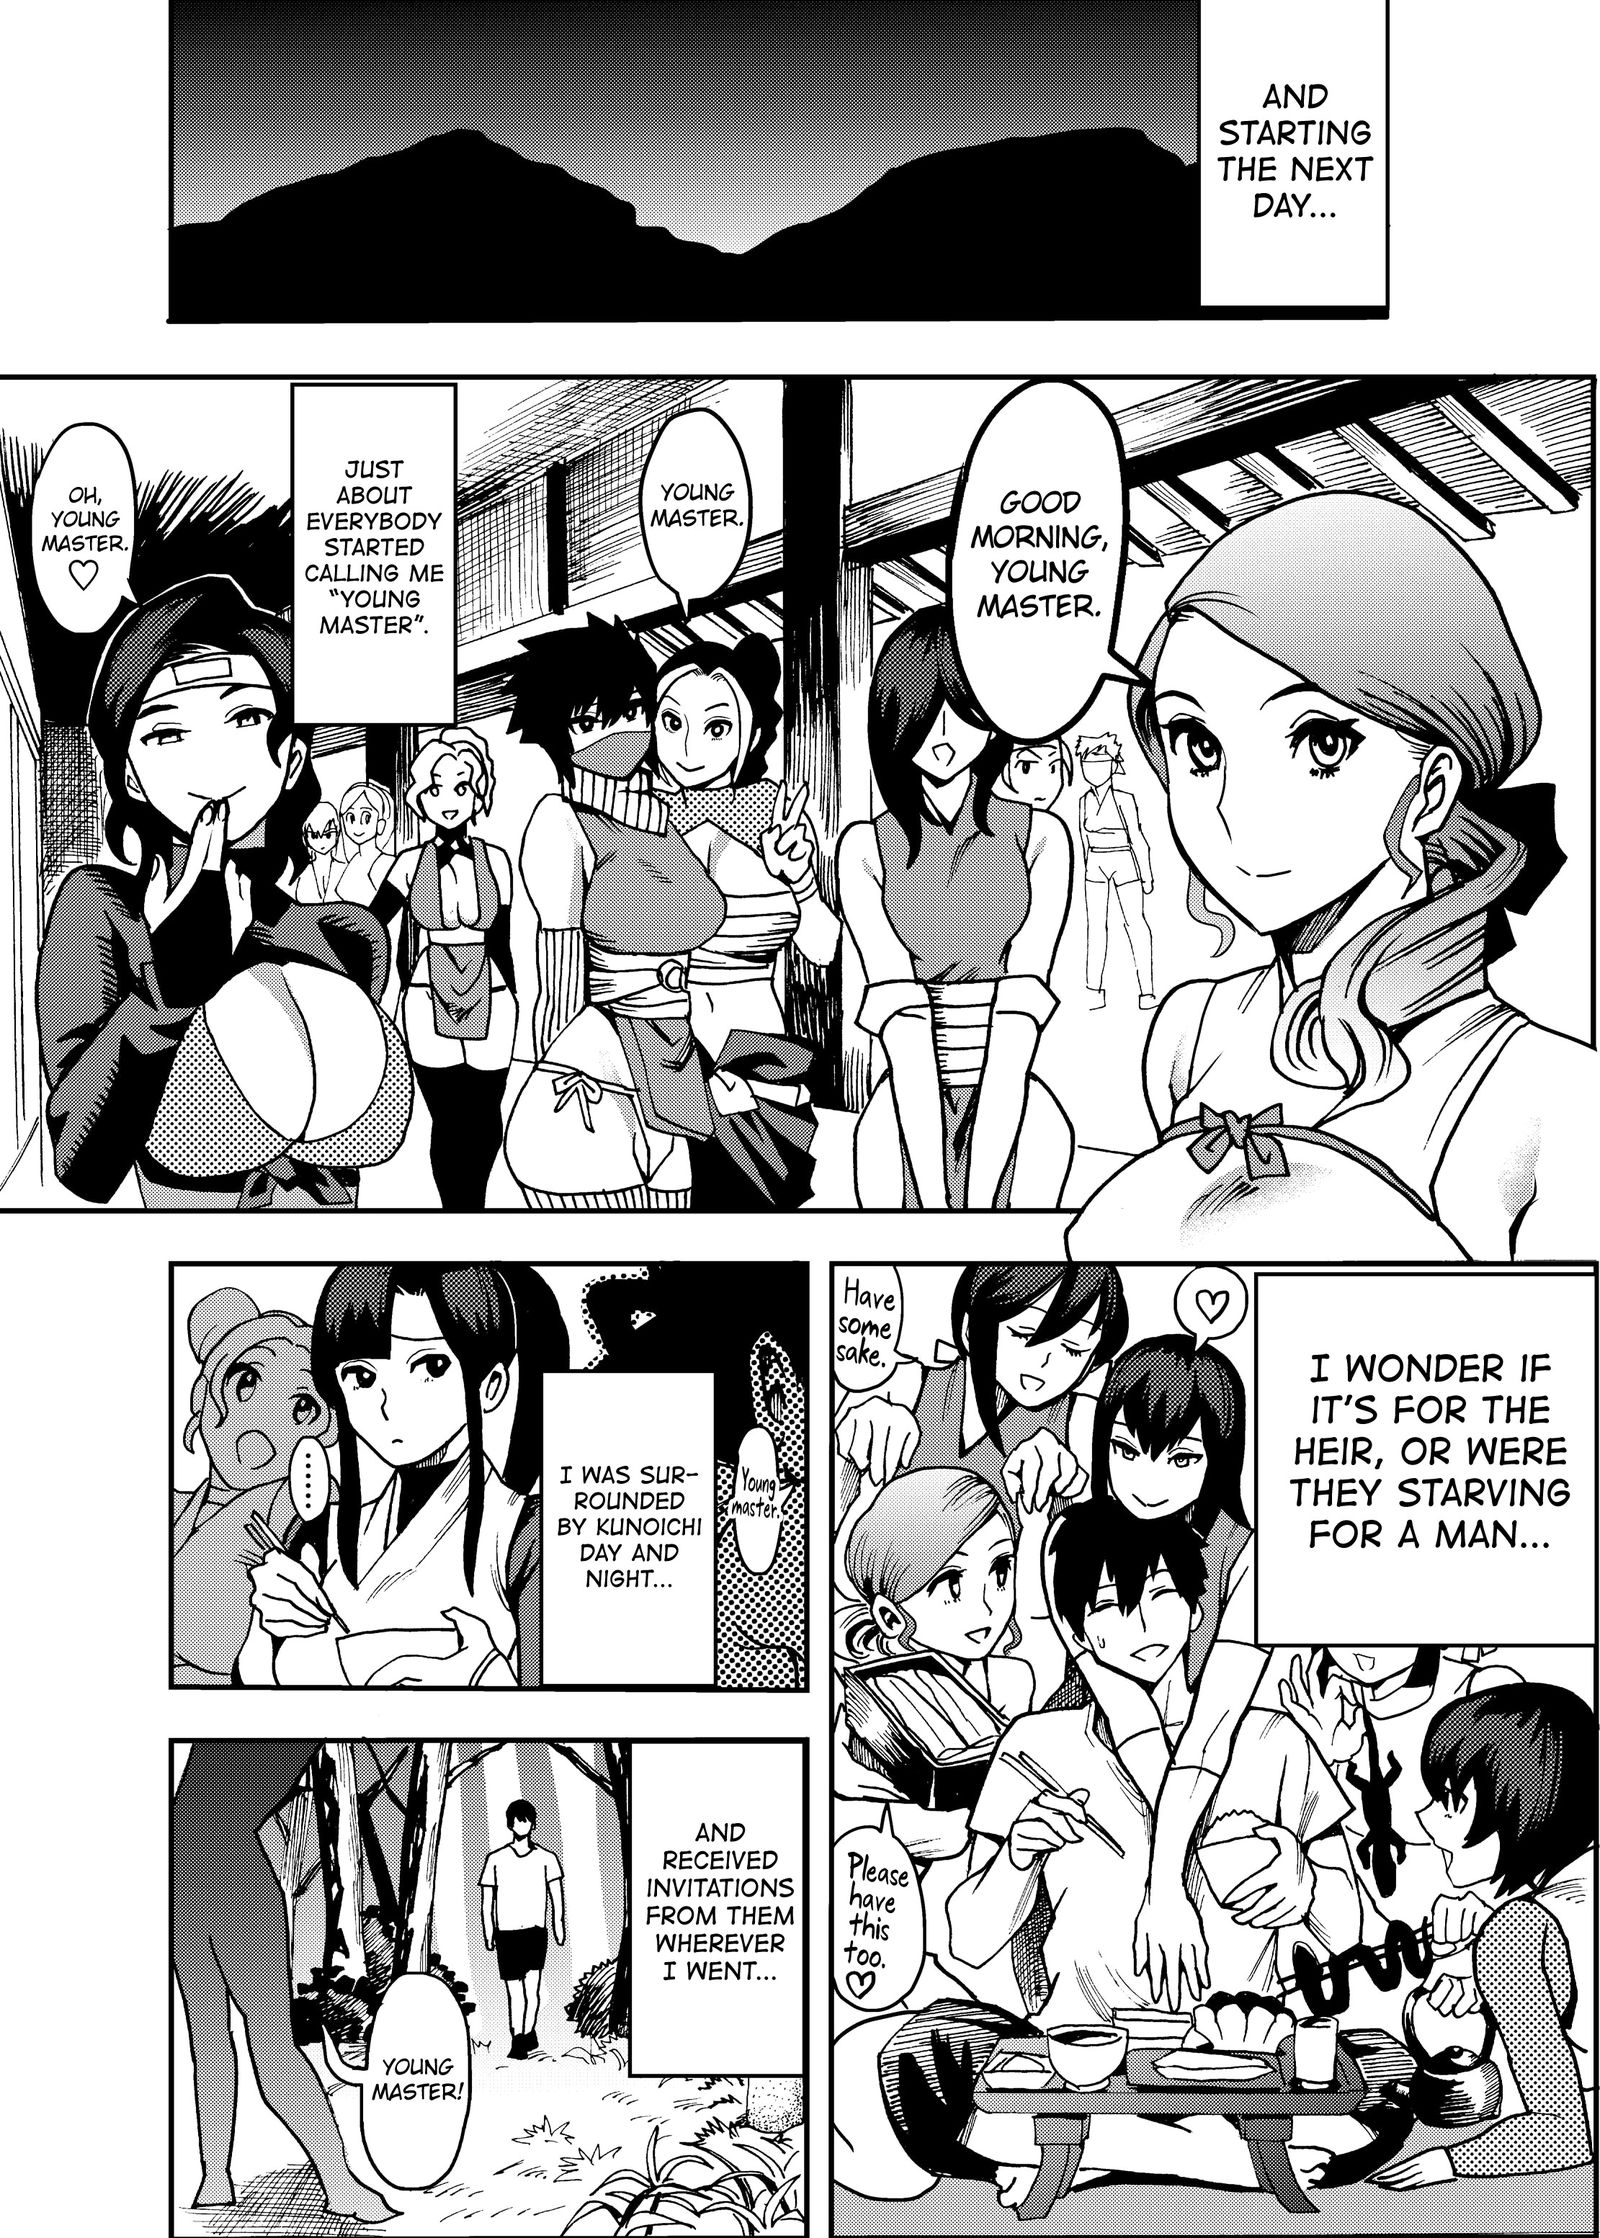 AND
STARTING
THE NEXT
DAY...
GOOD
MORNING,
YOUNG
MASTER.
YOUNG
MASTER.
JUST
ABOUT
EVERYBODY
STARTED
CALLING ME
"YOUNG
MASTER".
OH,
YOUNG
MASTER.
♡
I WONDER IF
IT'S FOR THE
HEIR, OR WERE
THEY STARVING
FOR A MAN...
♡
Have
some
sake.
Please
have
this
too.
♡
Young
master.
I WAS SUR-
ROUNDED
BY KUNOICHI
DAY AND
NIGHT...
......
AND
RECEIVED
INVITATIONS
FROM THEM
WHEREVER
I WENT...
YOUNG
MASTER!